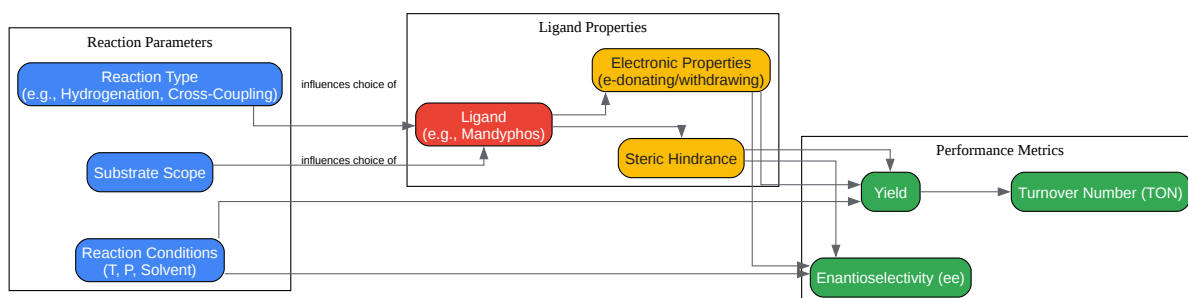 Reaction Parameters
Reaction Type
(e.g., Hydrogenation, Cross-Coupling)
Substrate Scope
Reaction Conditions
(T, P, Solvent)
influences choice of
influences choice of
Ligand Properties
Electronic Properties
(e-donating/withdrawing)
Ligand
(e.g., Mandyphos)
Steric Hindrance
Performance Metrics
Yield
Turnover Number (TON)
Enantioselectivity (ee)